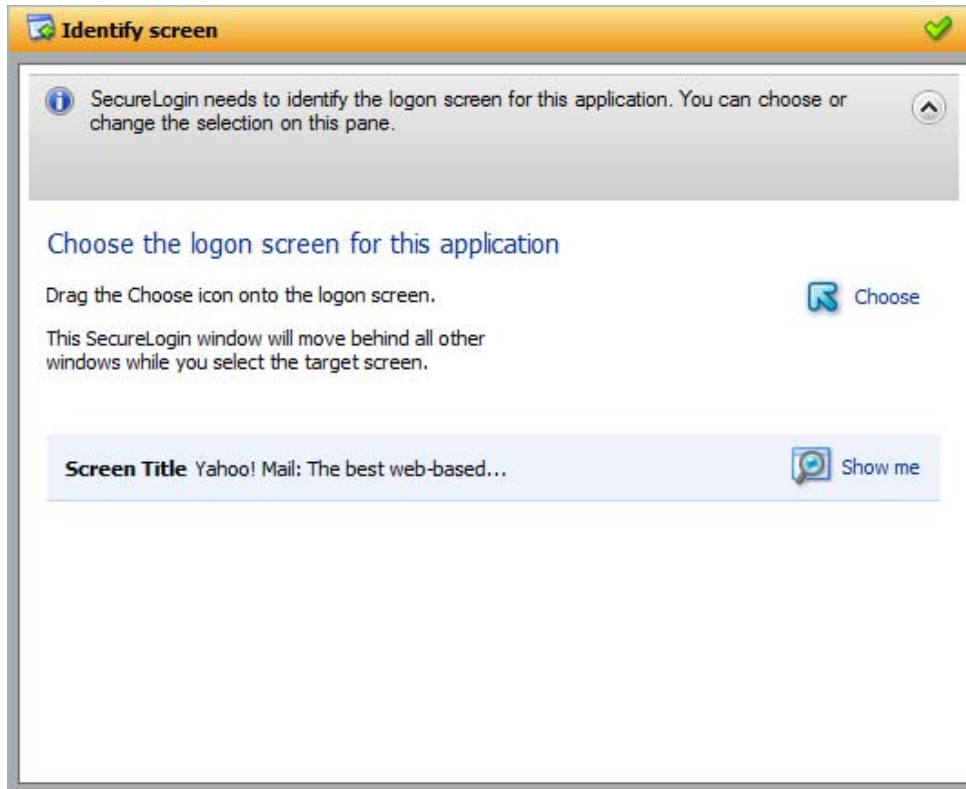 Identify screen
SecureLogin needs to identify the logon screen for this application. You can choose or
change the selection on this pane.
Choose the logon screen for this application
Drag the Choose icon onto the logon screen.
Choose
This SecureLogin window will move behind all other
windows while you select the target screen.
Screen Title Yahoo! Mail: The best web-based...
Show me